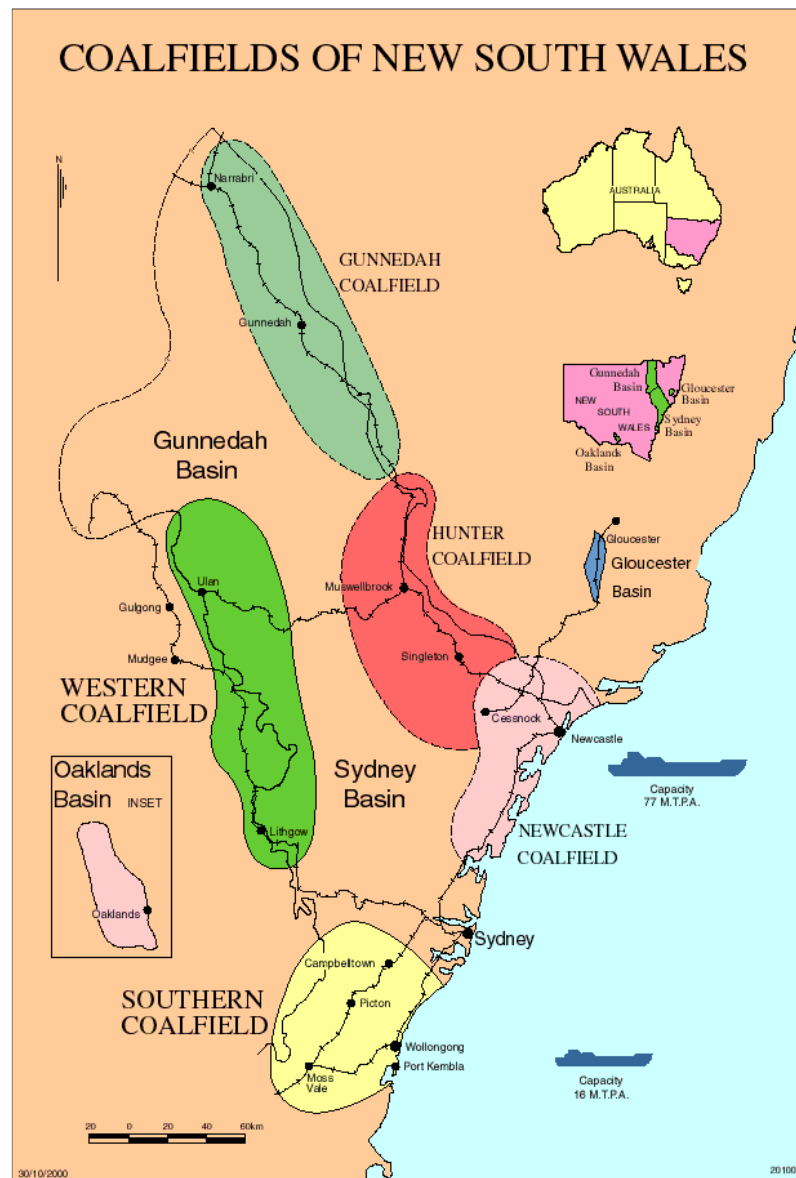 COALFIELDS OF NEW SOUTH WALES
N
Narrabri
AUSTRALIA
GUNNEDAH
COALFIELD
Gunnedah
Gunnedah
Basin
Gloucester
Basin
NEW
SOUTH
WALES
Sydney
Basin
Oaklands
Basin
Gunnedah
Basin
HUNTER
COALFIELD
Gloucester
Gloucester
Basin
Ulan
Muswellbrook
Gulgong
Mudgee
Singleton
WESTERN
COALFIELD
Cessnock
Newcastle
Oaklands
Basin INSET
Sydney
Basin
Capacity
77 M.T.P.A.
Lithgow
NEWCASTLE
COALFIELD
Oaklands
Sydney
Campbelltown
SOUTHERN
COALFIELD
Picton
Wollongong
Port Kembla
Moss
Vale
Capacity
16 M.T.P.A.
20 0 20 40 60km
30/10/2000
20100